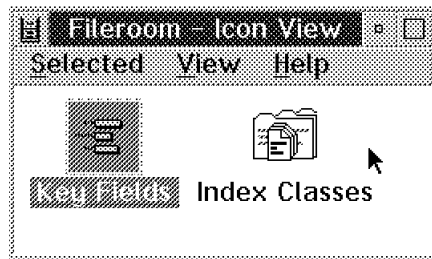 Fileroom - Icon View
Selected View Help
Key Fields Index Classes